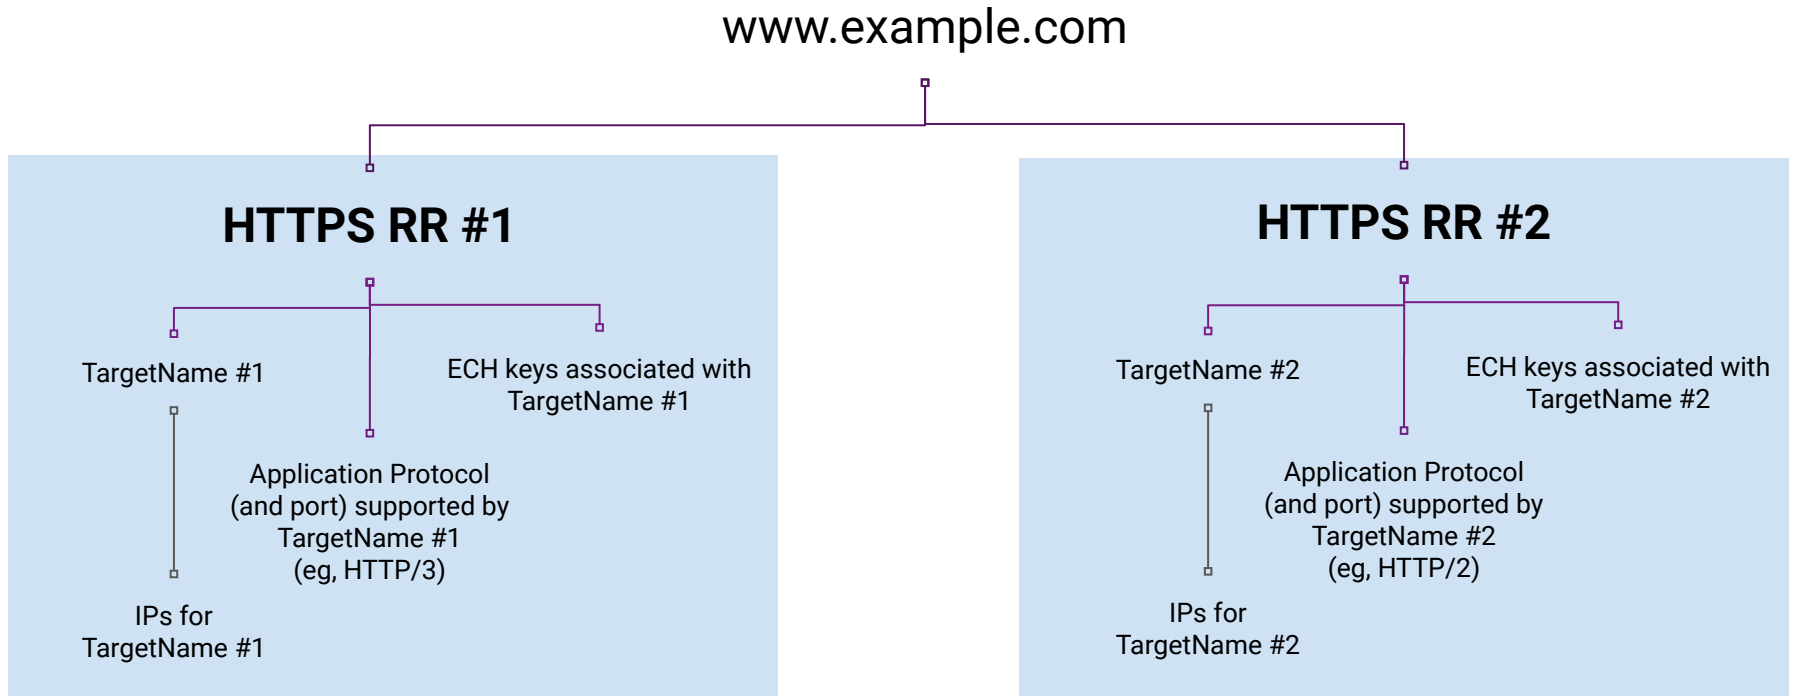 www.example.com
HTTPS RR #1
TargetName #1
ECH keys associated with
TargetName #1
Application Protocol
(and port) supported by
TargetName #1
(eg, HTTP/3)
IPs for
TargetName #1
HTTPS RR #2
TargetName #2
ECH keys associated with
TargetName #2
Application Protocol
(and port) supported by
TargetName #2
(eg, HTTP/2)
IPs for
TargetName #2